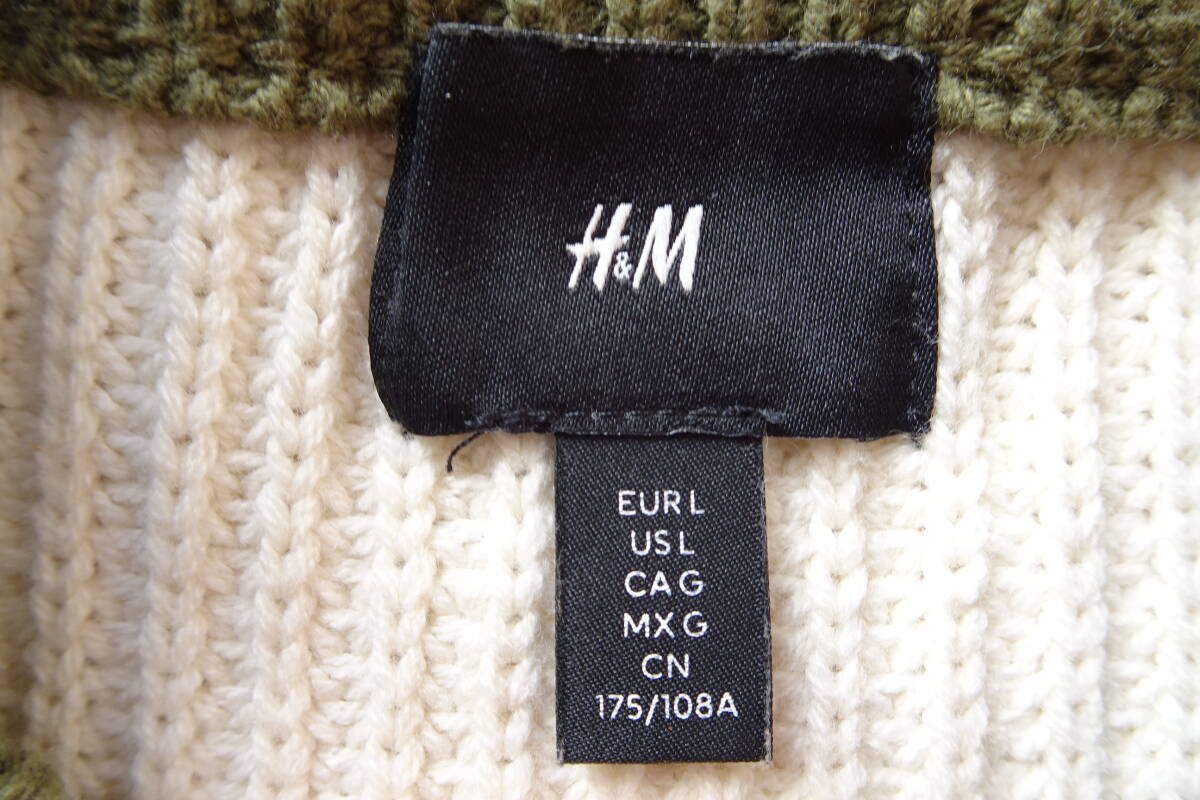 H&M
EUR L
US L
CA G
MX G
CN
175/108A